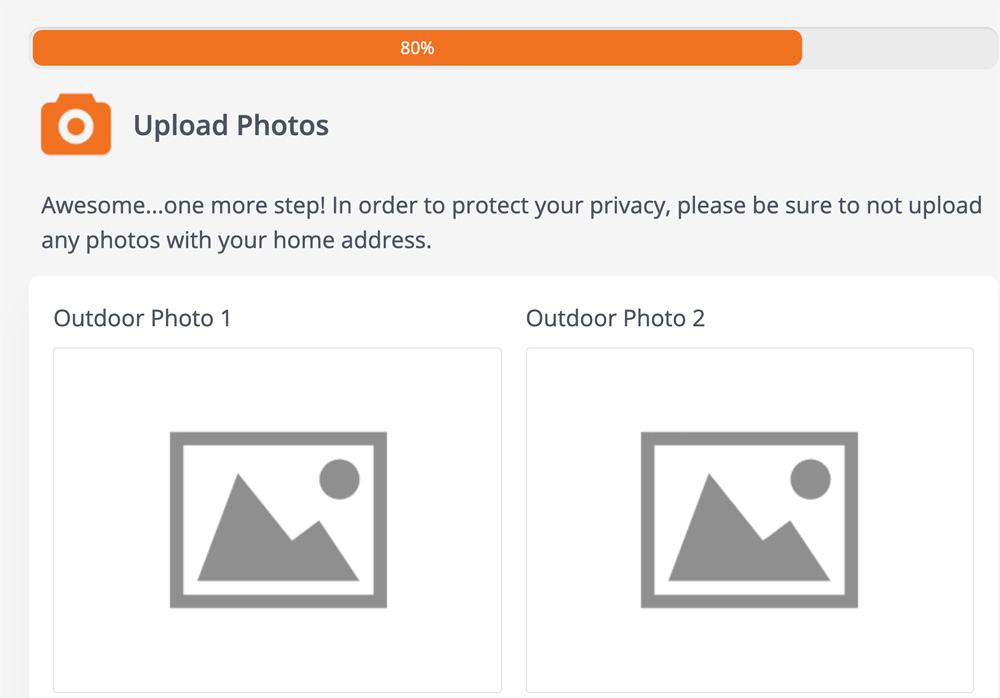 80%
Upload Photos
Awesome...one more step! In order to protect your privacy, please be sure to not upload
any photos with your home address.
Outdoor Photo 1
Outdoor Photo 2